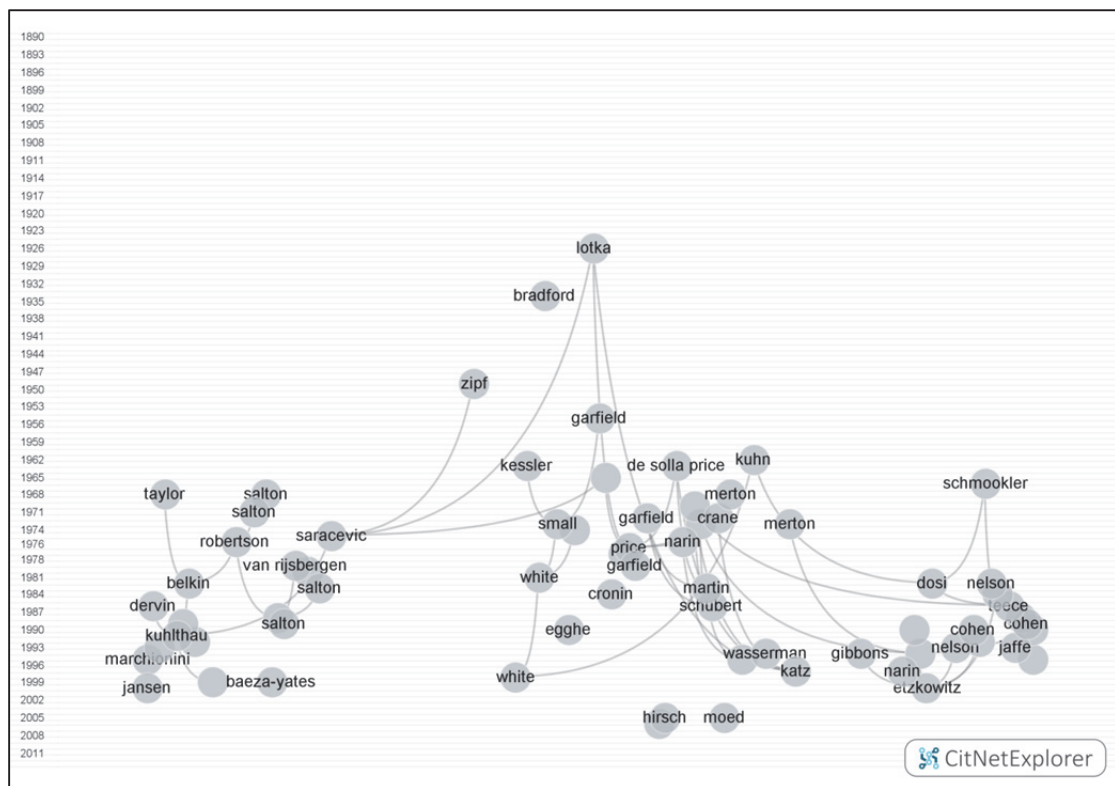 1890
1893
1896
1899
1902
1905
1908
1911
1914
1917
1920
1923
1926
lotka
1929
1932
bradford
1935
1938
1941
1944
1947
zipf
1950
1953
garfield
1956
1959
kessler
de solla price
kuhn
1962
1965
schmookler
taylor
salton
merton
1968
salton
garfield
crane
1971
small
merton
1974
robertson
saracevic
price
narin
1976
van rijsbergen
garfield
1978
belkin
salton
white
martin
dosi
nelson
1981
cronin
1984
dervin
schubert
teece
1987
kuhlthau
salton
egghe
cohen
cohen
1990
marchionini
wasserman
gibbons
nelson
jaffe
1993
katz
narin
1996
jansen
baeza-yates
white
etzkowitz
1999
2002
hirsch
moed
2005
2008
2011
CitNetExplorer